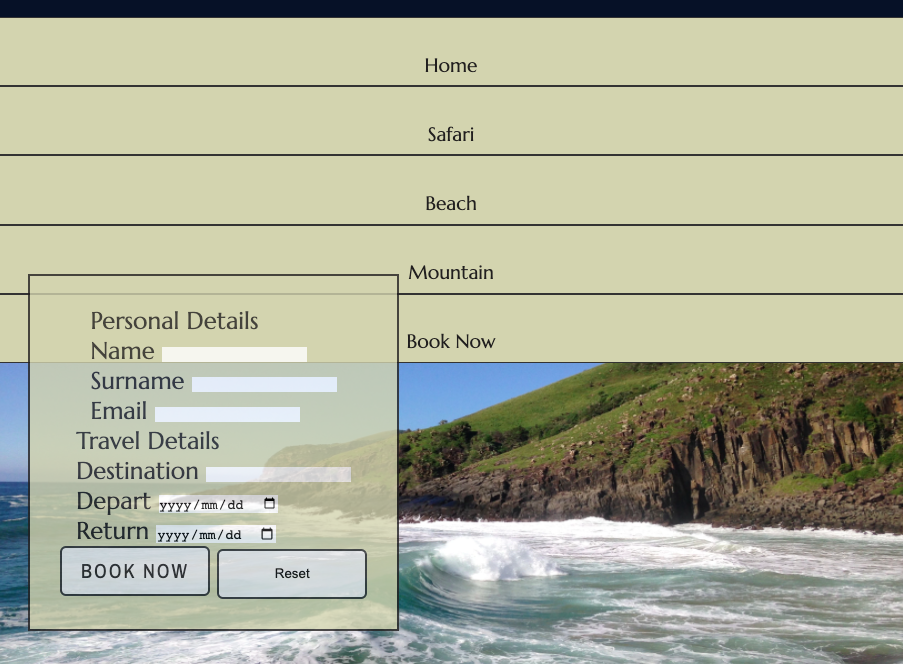 Home
Safari
Beach
Mountain
Book Now
Personal Details
Name
Surname
Email
Travel Details
Destination
Depart yyyy/mm/dd
Return yyyy/mm/dd
BOOK NOW Reset